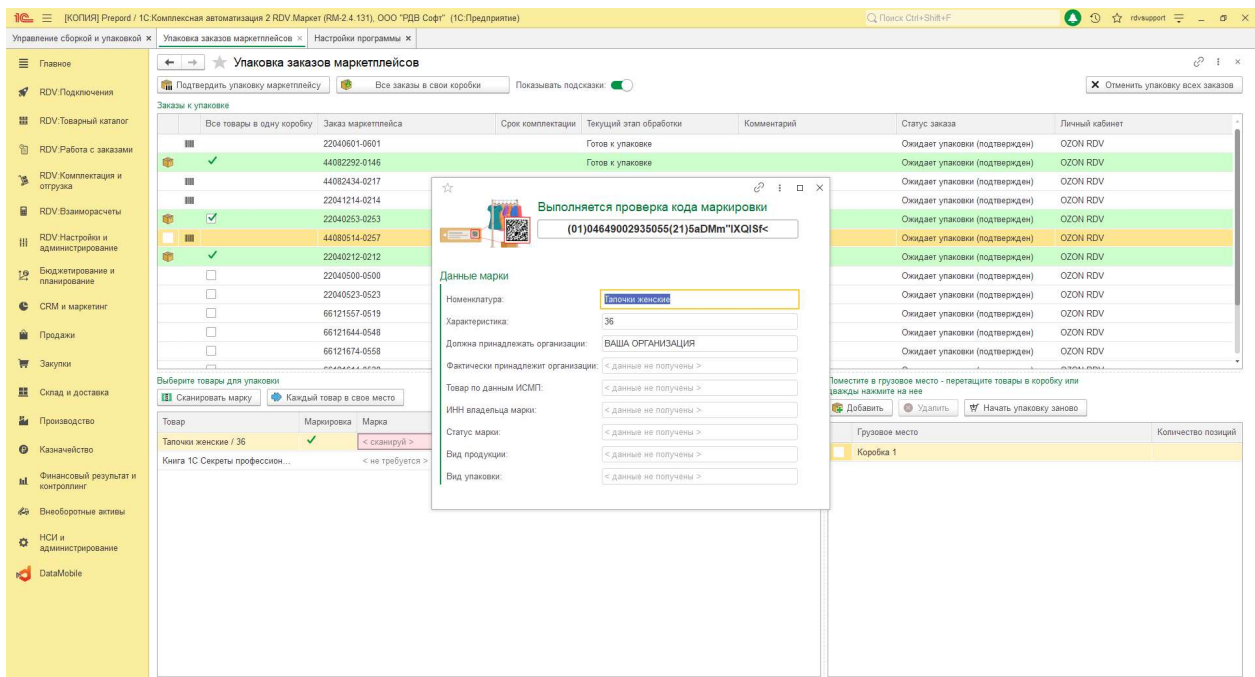 [КОПИЯ] Prepord / 1С:Комплексная автоматизация 2 RDV.Маркет (RM-2.4.131), ООО "РДВ Софт" (1С:Предприятие)
Поиск Ctrl+Shift+F
rdvsupport
Управление сборкой и упаковкой × Упаковка заказов маркетплейсов × Настройки программы ×
Главное
RDV:Подключения
RDV:Товарный каталог
RDV:Работа с заказами
RDV:Комплектация и отгрузка
RDV:Взаиморасчеты
RDV:Настройки и администрирование
Бюджетирование и планирование
CRM и маркетинг
Продажи
Закупки
Склад и доставка
Производство
Казначейство
Финансовый результат и контроллинг
Внеоборотные активы
НСИ и администрирование
DataMobile
Упаковка заказов маркетплейсов
Подтвердить упаковку маркетплейсу Все заказы в свои коробки Показывать подсказки: Отменить упаковку всех заказов
Заказы к упаковке
Все товары в одну коробку Заказ маркетплейса Срок комплектации Текущий этап обработки Комментарий Статус заказа Личный кабинет
22040601-0601 Готов к упаковке Ожидает упаковки (подтвержден) OZON RDV
44082292-0146 Готов к упаковке Ожидает упаковки (подтвержден) OZON RDV
44082434-0217 Ожидает упаковки (подтвержден) OZON RDV
22041214-0214 Ожидает упаковки (подтвержден) OZON RDV
22040253-0253 Ожидает упаковки (подтвержден) OZON RDV
44080514-0257 Ожидает упаковки (подтвержден) OZON RDV
22040212-0212 Ожидает упаковки (подтвержден) OZON RDV
22040500-0500 Ожидает упаковки (подтвержден) OZON RDV
22040523-0523 Ожидает упаковки (подтвержден) OZON RDV
66121557-0519 Ожидает упаковки (подтвержден) OZON RDV
66121644-0548 Ожидает упаковки (подтвержден) OZON RDV
66121674-0558 Ожидает упаковки (подтвержден) OZON RDV
Выполняется проверка кода маркировки
(01)04649002935055(21)5aDMm"IXQISf<
Данные марки
Номенклатура: Тапочки женские
Характеристика: 36
Должна принадлежать организации: ВАША ОРГАНИЗАЦИЯ
Фактически принадлежит организации: < данные не получены >
Товар по данным ИСМП: < данные не получены >
ИНН владельца марки: < данные не получены >
Статус марки: < данные не получены >
Вид продукции: < данные не получены >
Вид упаковки: < данные не получены >
Выберите товары для упаковки
Сканировать марку Каждый товар в свое место
Товар Маркировка Марка
Тапочки женские / 36 < сканируй >
Книга 1С Секреты профессион... < не требуется >
Поместите в грузовое место - перетащите товары в коробку или
дважды нажмите на нее
Добавить Удалить Начать упаковку заново
Грузовое место Количество позиций
Коробка 1